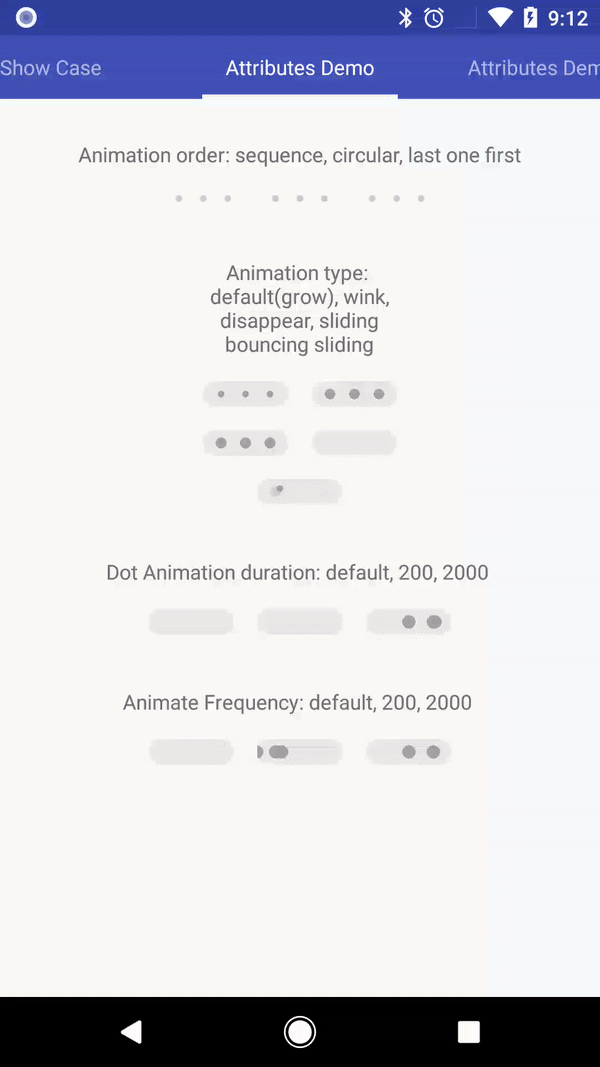 9:12
Show Case
Attributes Demo
Attributes Dem
Animation order: sequence, circular, last one first
Animation type:
default(grow), wink,
disappear, sliding
bouncing sliding
Dot Animation duration: default, 200, 2000
Animate Frequency: default, 200, 2000